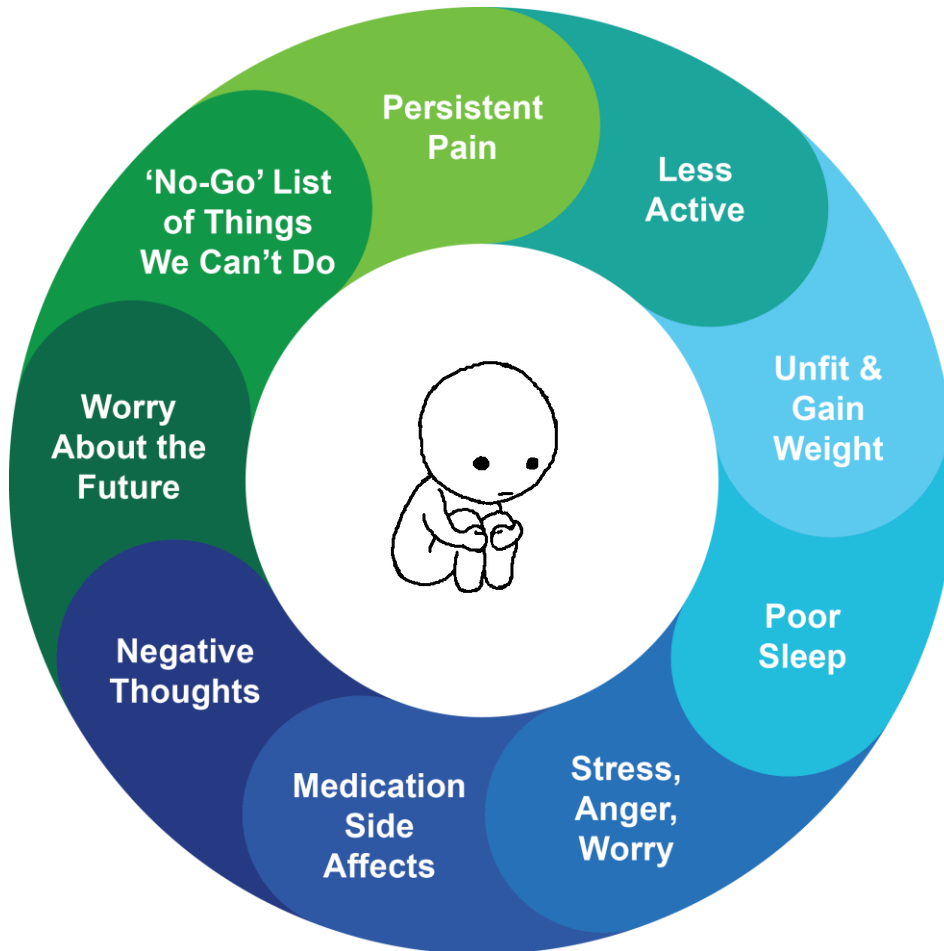 Persistent
Pain
Less
Active
Unfit &
Gain
Weight
Poor
Sleep
Stress,
Anger,
Worry
Medication
Side
Affects
Negative
Thoughts
Worry
About the
Future
‘No-Go’ List
of Things
We Can’t Do